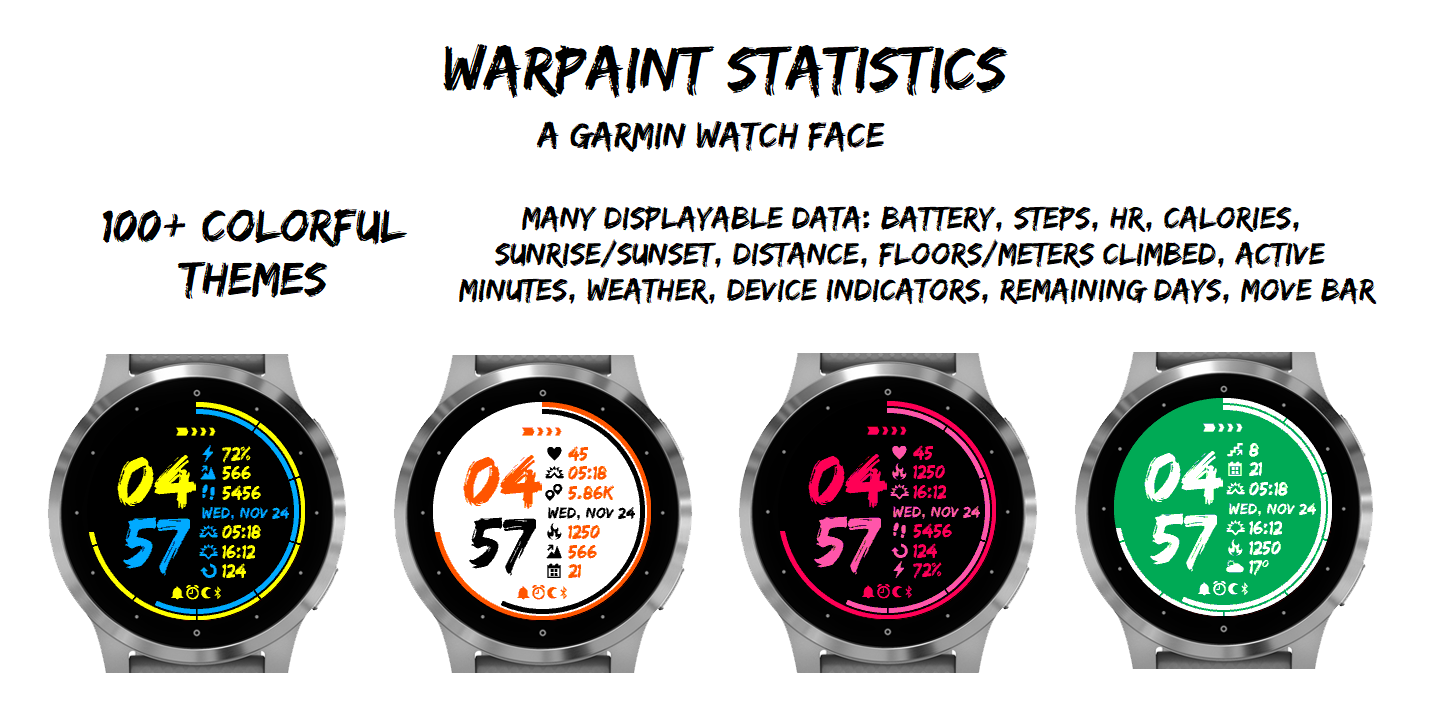 WARPAINT STATISTICS
A GARMIN WATCH FACE
100+ COLORFUL
THEMES
MANY DISPLAYABLE DATA: BATTERY, STEPS, HR, CALORIES,
SUNRISE/SUNSET, DISTANCE, FLOORS/METERS CLIMBED, ACTIVE
MINUTES, WEATHER, DEVICE INDICATORS, REMAINING DAYS, MOVE BAR
04
57
72%
566
5456
WED, NOV 24
05:18
16:12
124
04
57
45
05:18
5.86K
WED, NOV 24
1250
566
21
04
57
45
1250
16:12
WED, NOV 24
5456
124
72%
04
57
8
21
05:18
WED, NOV 24
16:12
1250
17°